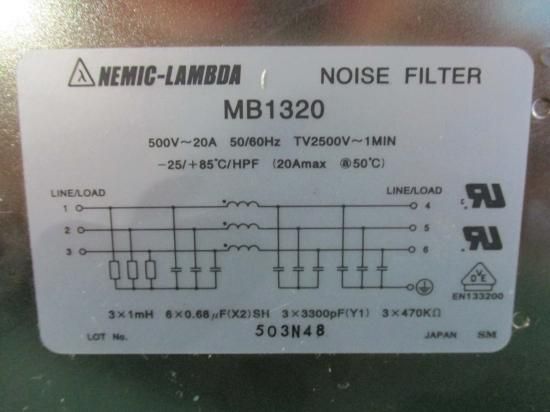 NEMIC-LAMBDA NOISE FILTER
MB1320
500V～20A 50/60Hz TV2500V～1MIN
-25/+85℃/HPF (20Amax @50℃)
LINE/LOAD LINE/LOAD
1 4
2 5
3 6
VDE
EN133200
3×1mH 6×0.68μF(X2)SH 3×3300pF(Y1) 3×470KΩ
LOT No. 503N48 JAPAN SM